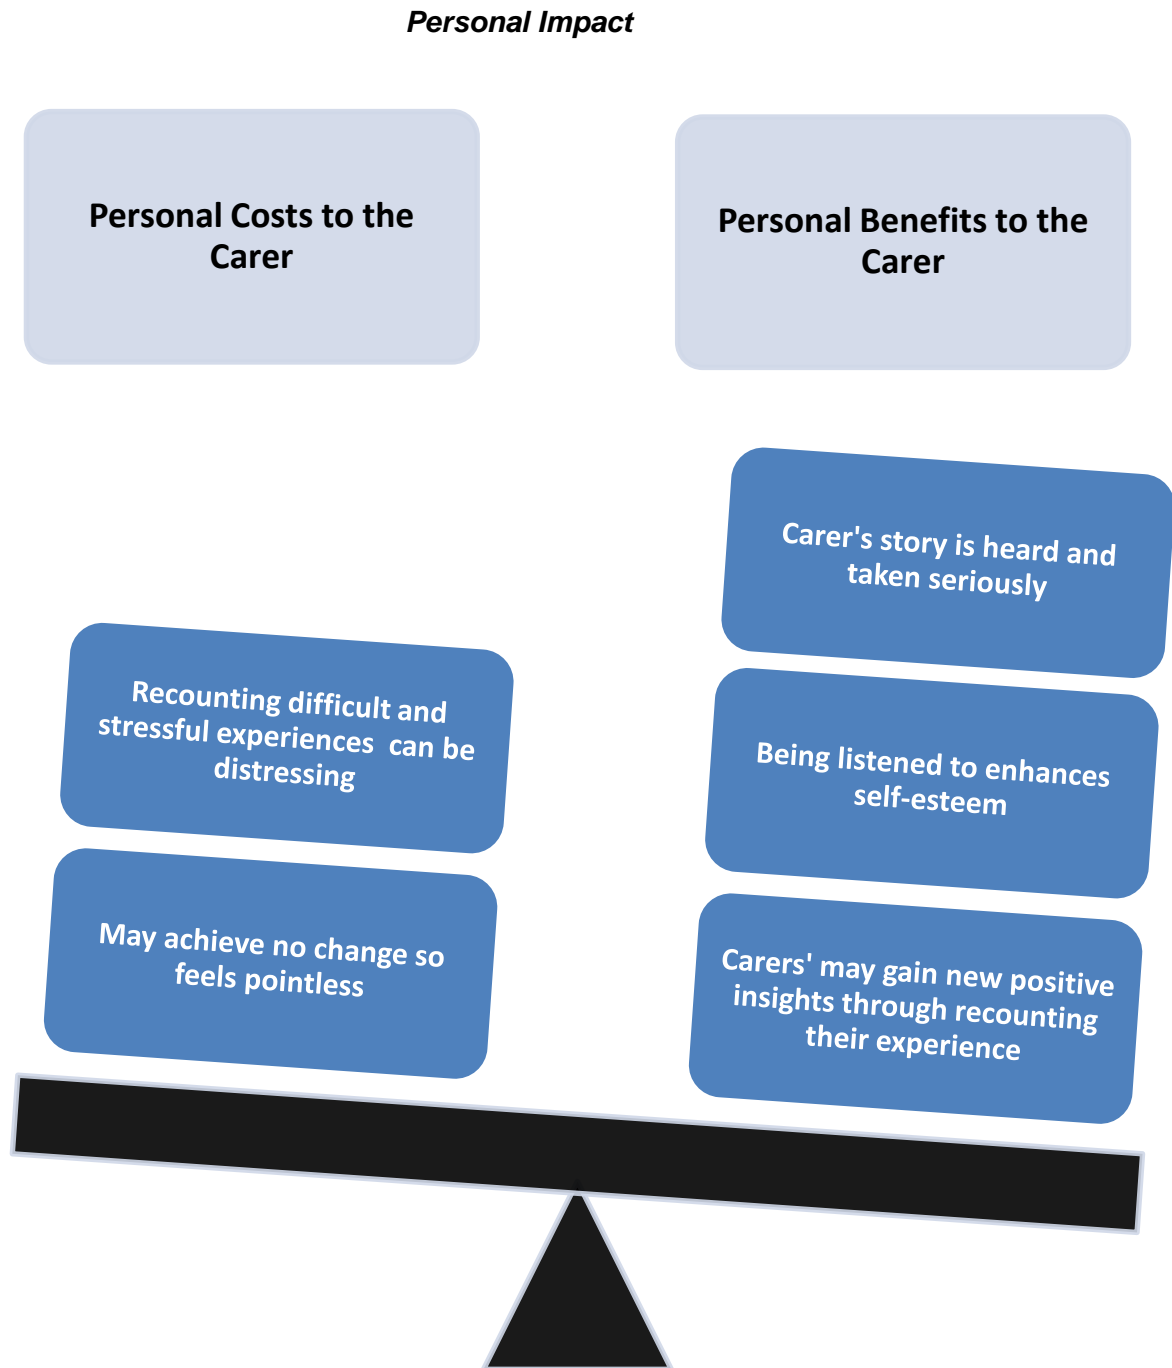 Personal Impact
Personal Costs to the
Carer
Personal Benefits to the
Carer
Recounting difficult and
stressful experiences  can be
distressing
May achieve no change so
feels pointless
Carer's story is heard and
taken seriously
Being listened to enhances
self-esteem
Carers' may gain new positive
insights through recounting
their experience